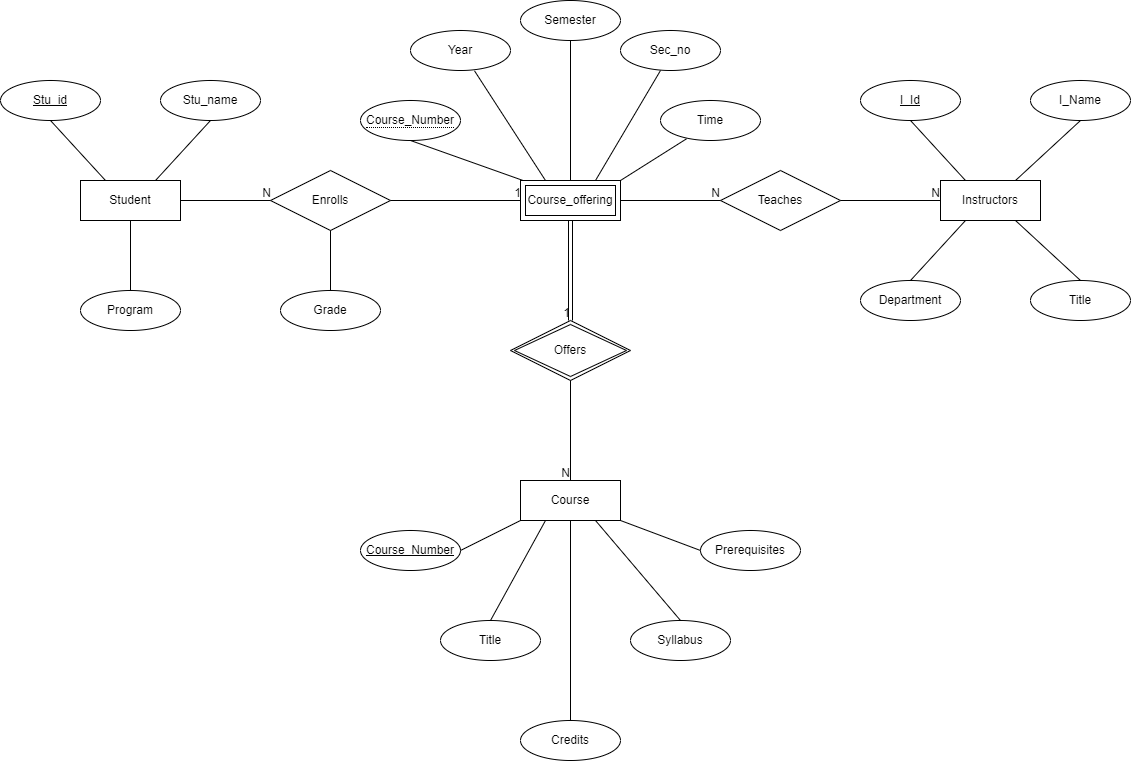 Semester
Year
Sec_no
Stu_id
Stu_name
Course_Number
Time
I_Id
I_Name
Student
N
Enrolls
1
Course_offering
N
Teaches
N
Instructors
Program
Grade
Department
Title
1
Offers
N
Course
Course_Number
Prerequisites
Title
Syllabus
Credits